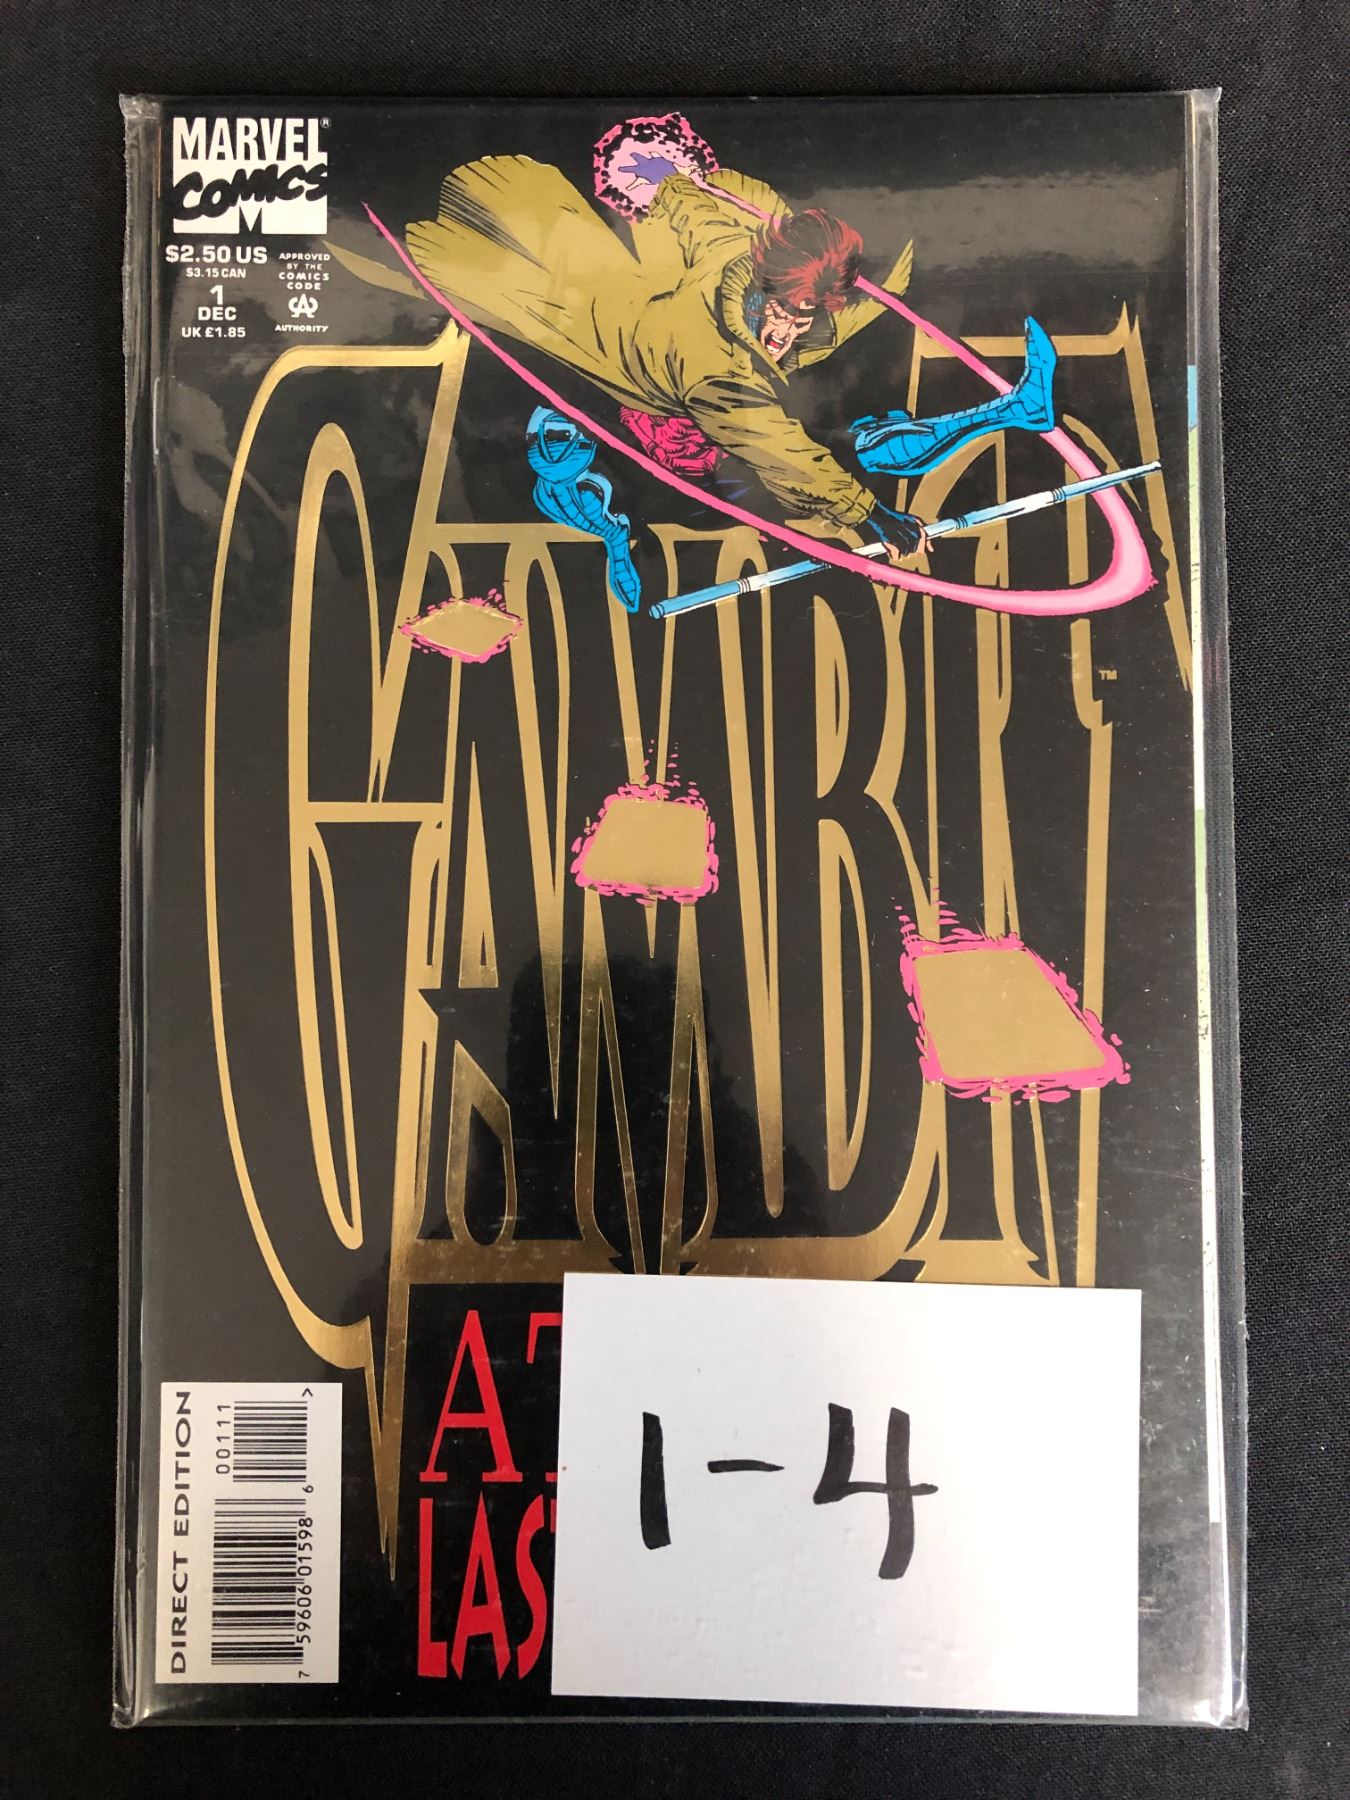 MARVEL®
COMICS
M
$2.50 US
$3.15 CAN
1
DEC
UK £1.85
APPROVED
BY THE
COMICS
CODE
CA
AUTHORITY
GAMBIT
TM
A
LAS
1-4
DIRECT EDITION
00111
7 59606 01598 6